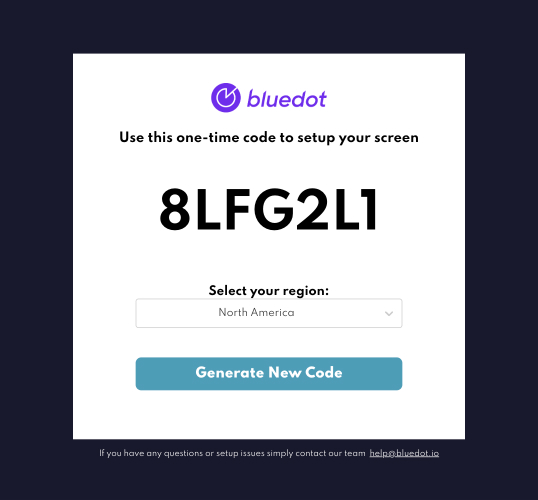 bluedot
Use this one-time code to setup your screen
8LFG2L1
Select your region:
North America
Generate New Code
If you have any questions or setup issues simply contact our team help@bluedot.io